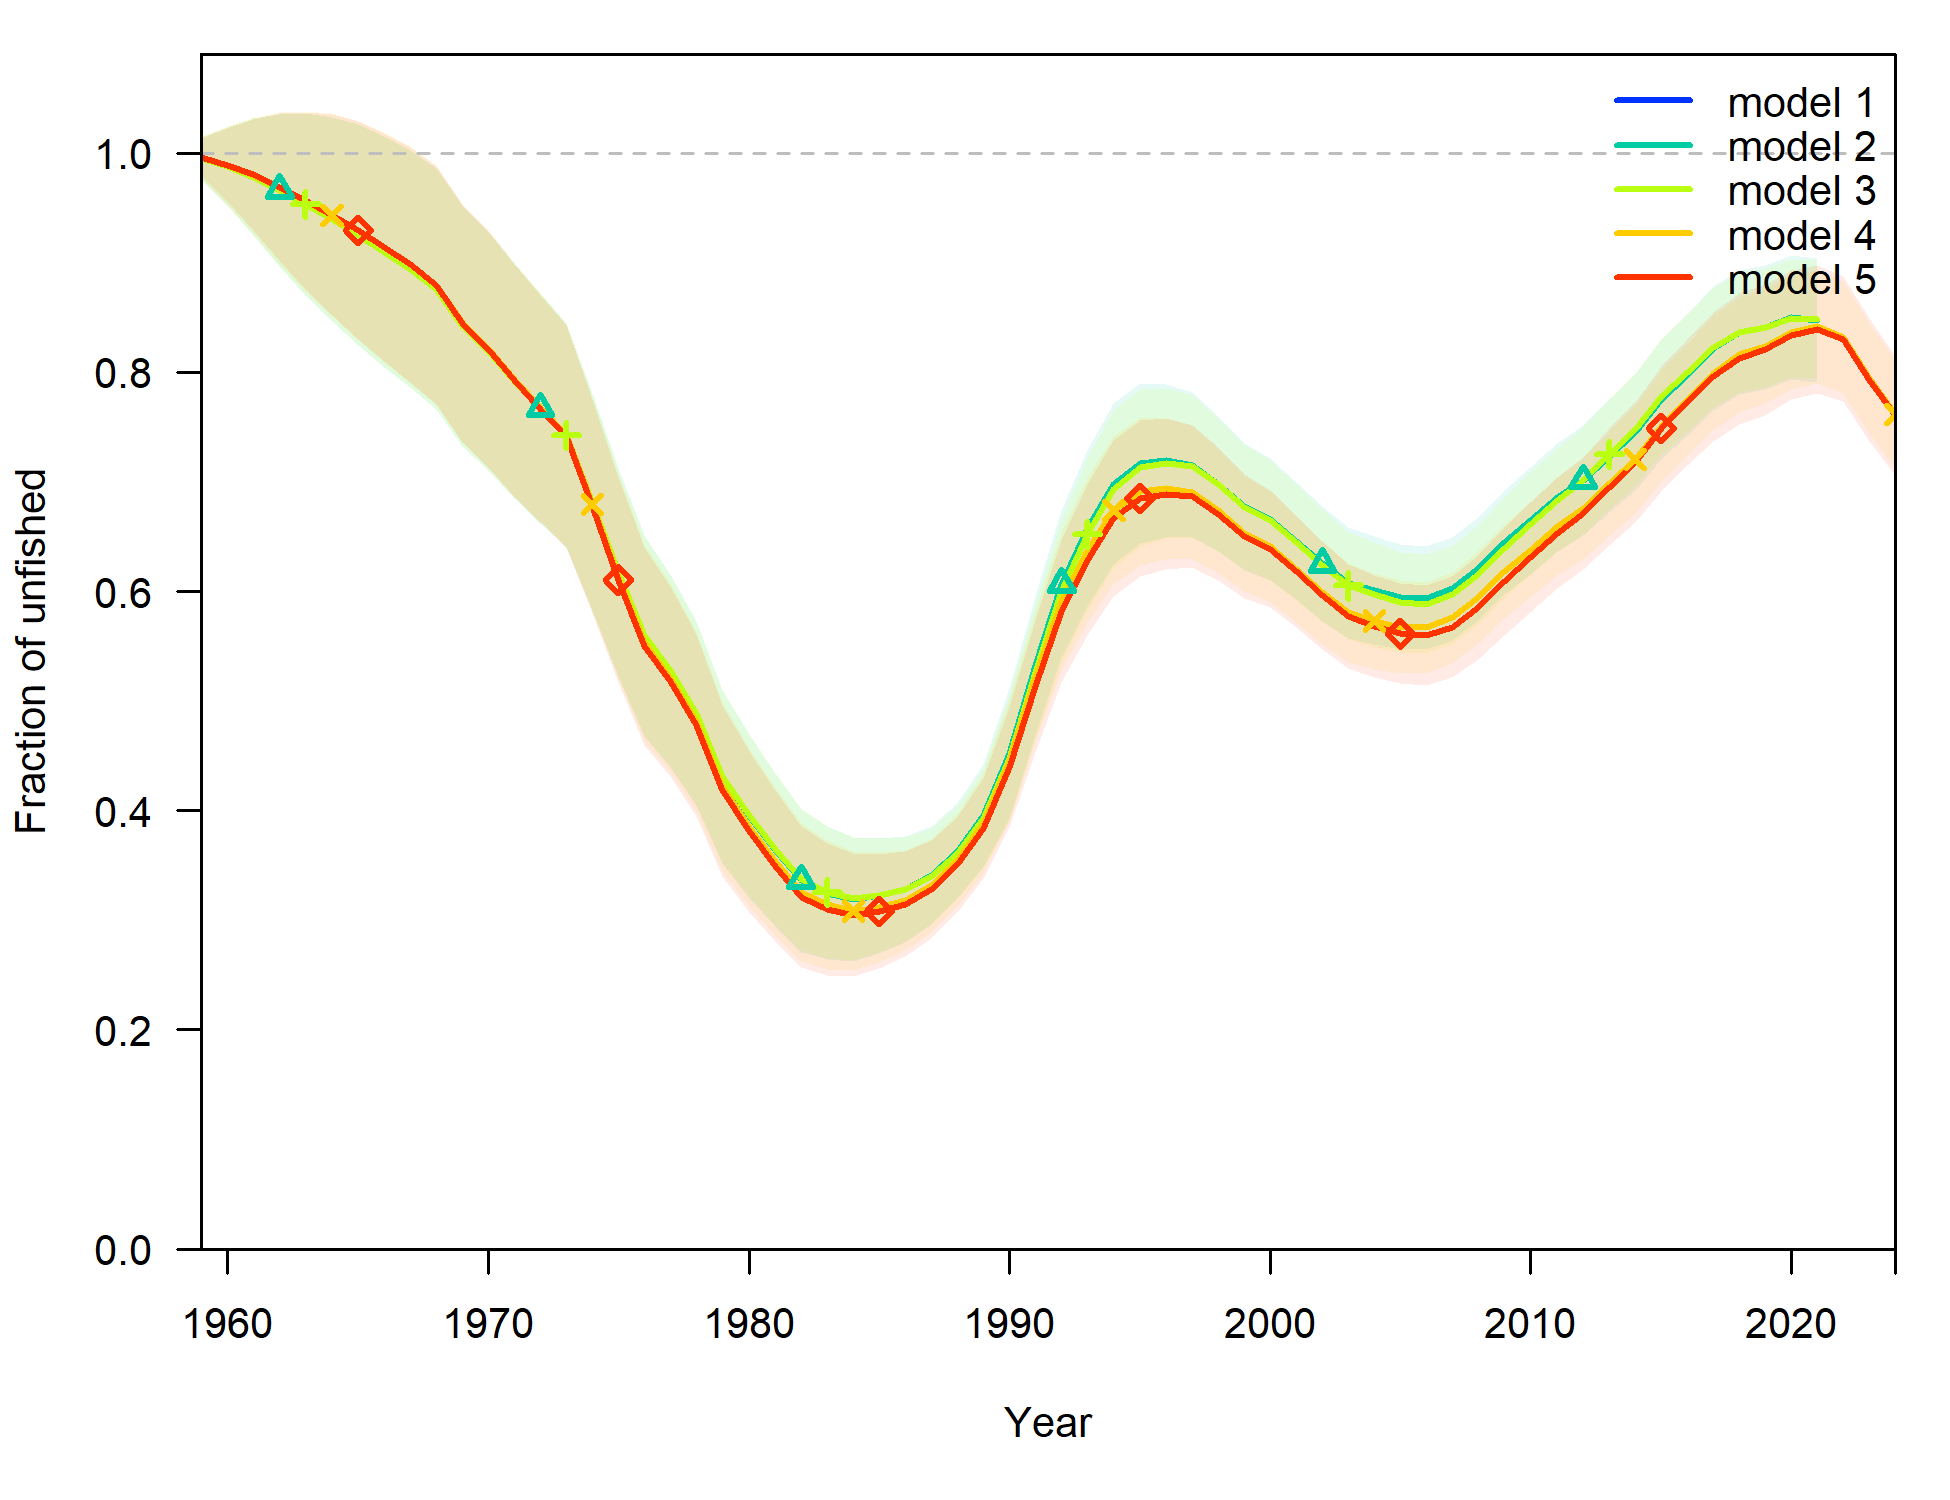 model 1
model 2
model 3
model 4
model 5
1.0
0.8
0.6
0.4
0.2
0.0
Fraction of unfished
1960 1970 1980 1990 2000 2010 2020
Year